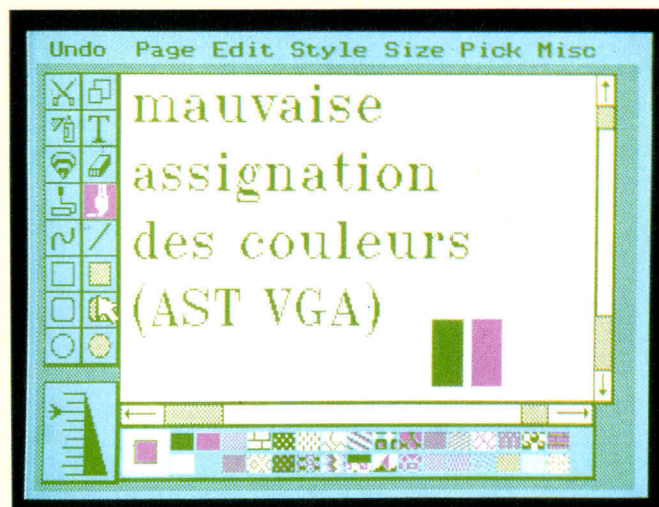 Undo Page Edit Style Size Pick Misc
T
mauvaise
assignation
des couleurs
(AST VGA)